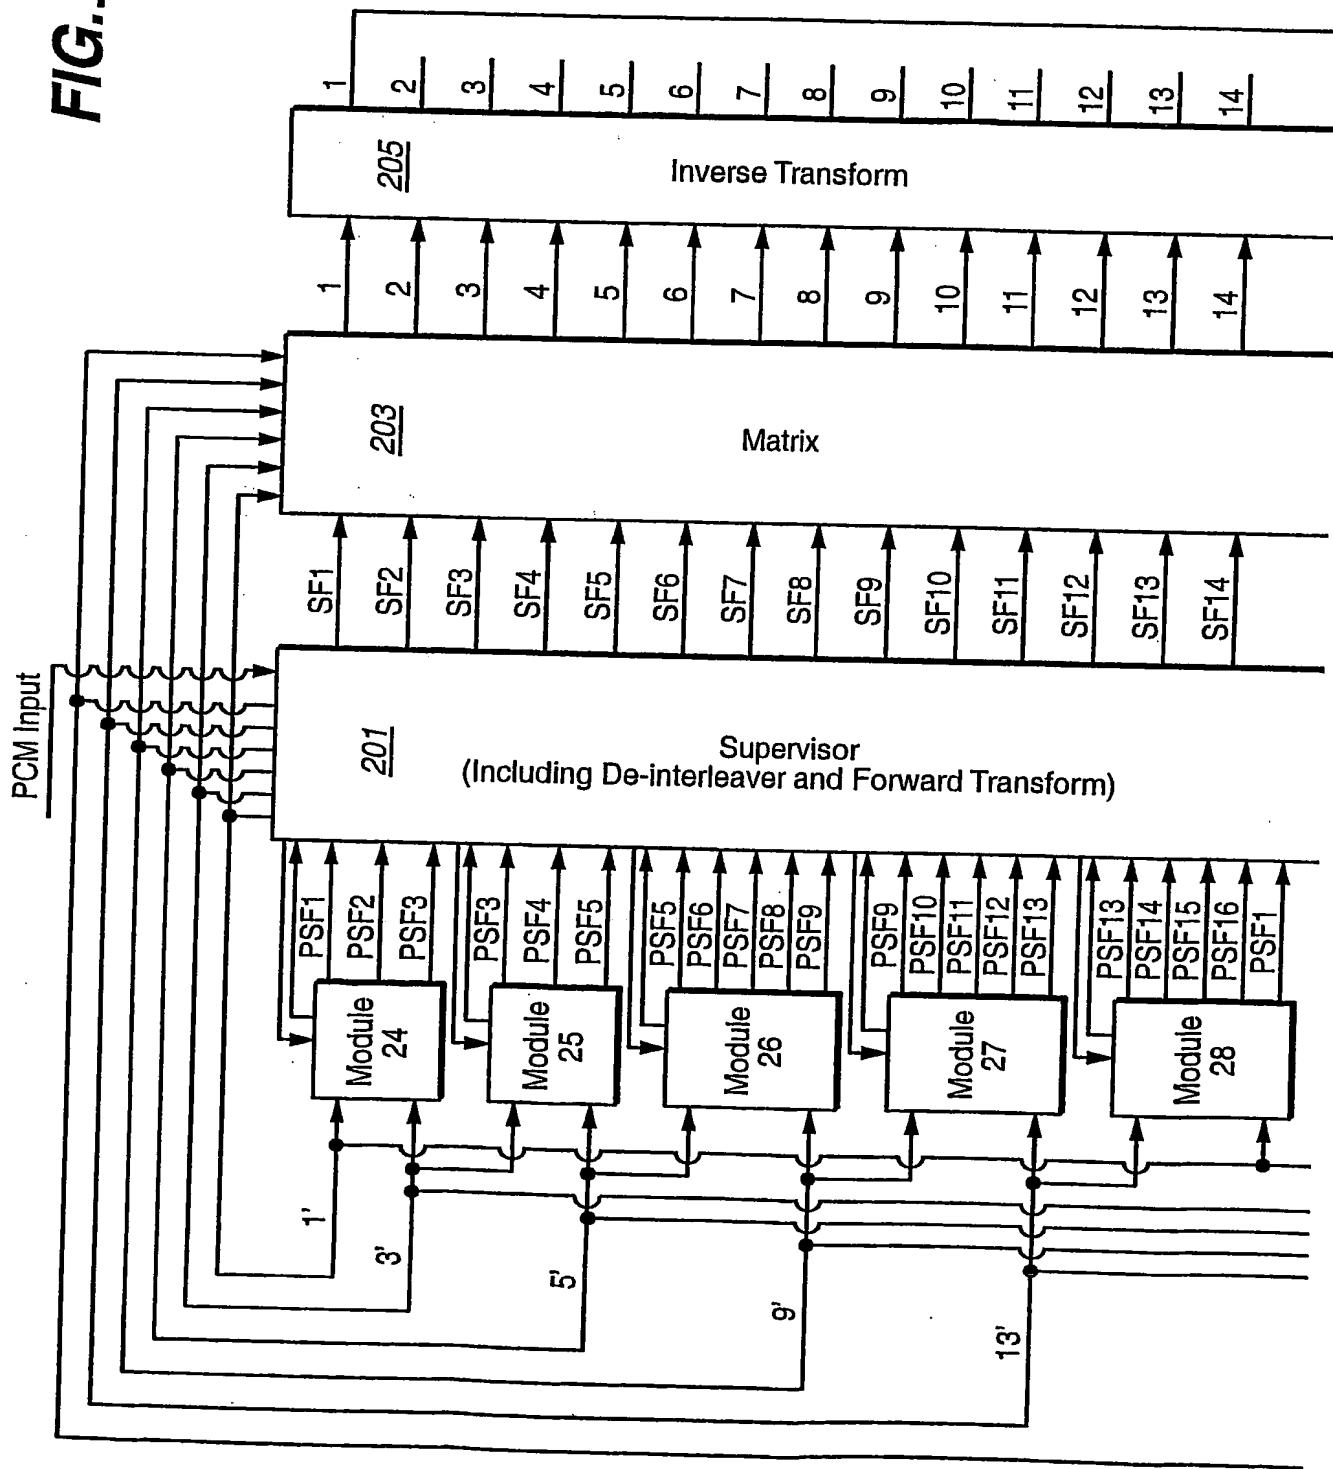 FIG.
PCM Input
1
2
3
4
5
6
7
8
9
10
11
12
13
14
205
Inverse Transform
1
2
3
4
5
6
7
8
9
10
11
12
13
14
203
Matrix
SF1
SF2
SF3
SF4
SF5
SF6
SF7
SF8
SF9
SF10
SF11
SF12
SF13
SF14
201
Supervisor
(Including De-interleaver and Forward Transform)
PSF1
PSF2
PSF3
PSF3
PSF4
PSF5
PSF5
PSF6
PSF7
PSF8
PSF9
PSF9
PSF10
PSF11
PSF12
PSF13
PSF13
PSF14
PSF15
PSF16
PSF1
Module
24
Module
25
Module
26
Module
27
Module
28
1'
3'
5'
9'
13'